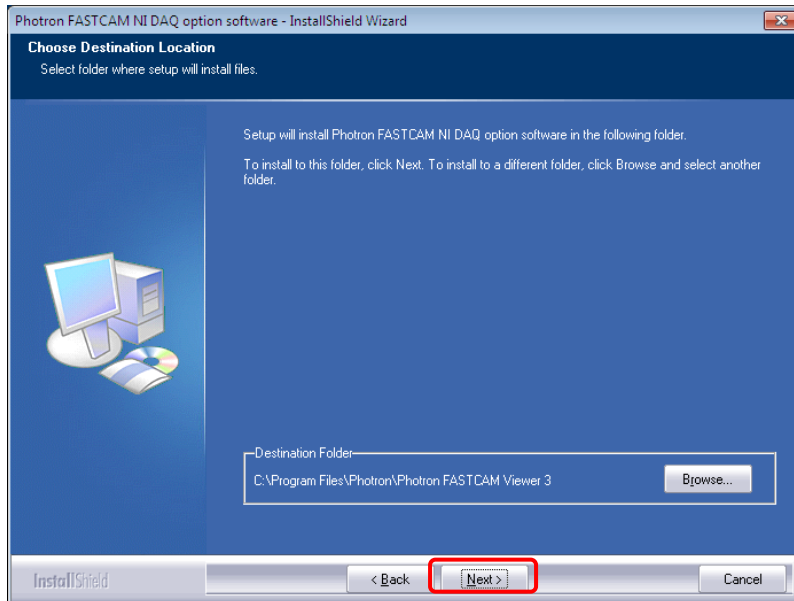 Photron FASTCAM NI DAQ option software - InstallShield Wizard
Choose Destination Location
Select folder where setup will install files.
Setup will install Photron FASTCAM NI DAQ option software in the following folder.
To install to this folder, click Next. To install to a different folder, click Browse and select another
folder.
Destination Folder
C:\Program Files\Photron\Photron FASTCAM Viewer 3
Browse...
InstallShield
< Back
Next >
Cancel